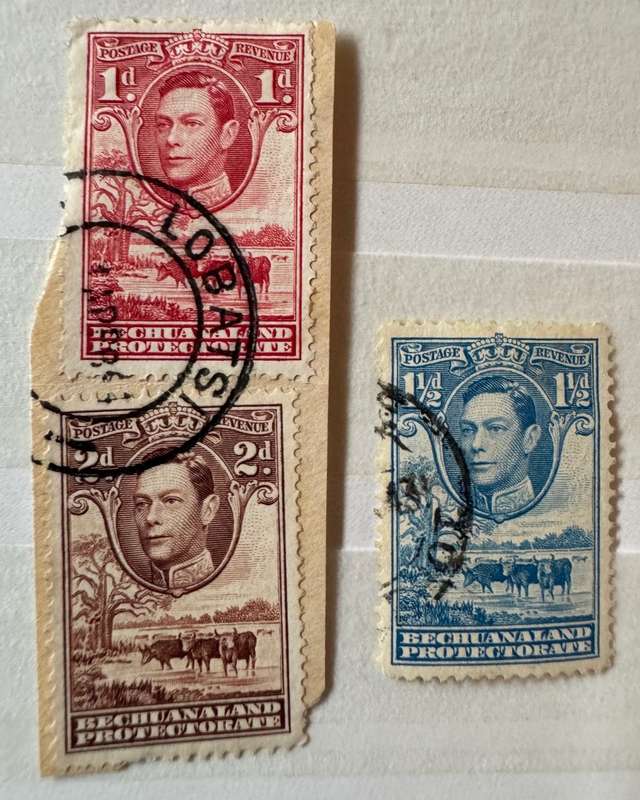 POSTAGE REVENUE
1d. 1d.
BECHUANALAND
PROTECTORATE
LOBATSI
POSTAGE REVENUE
2d. 2d.
BECHUANALAND
PROTECTORATE
POSTAGE REVENUE
1½d 1½d
BECHUANALAND
PROTECTORATE